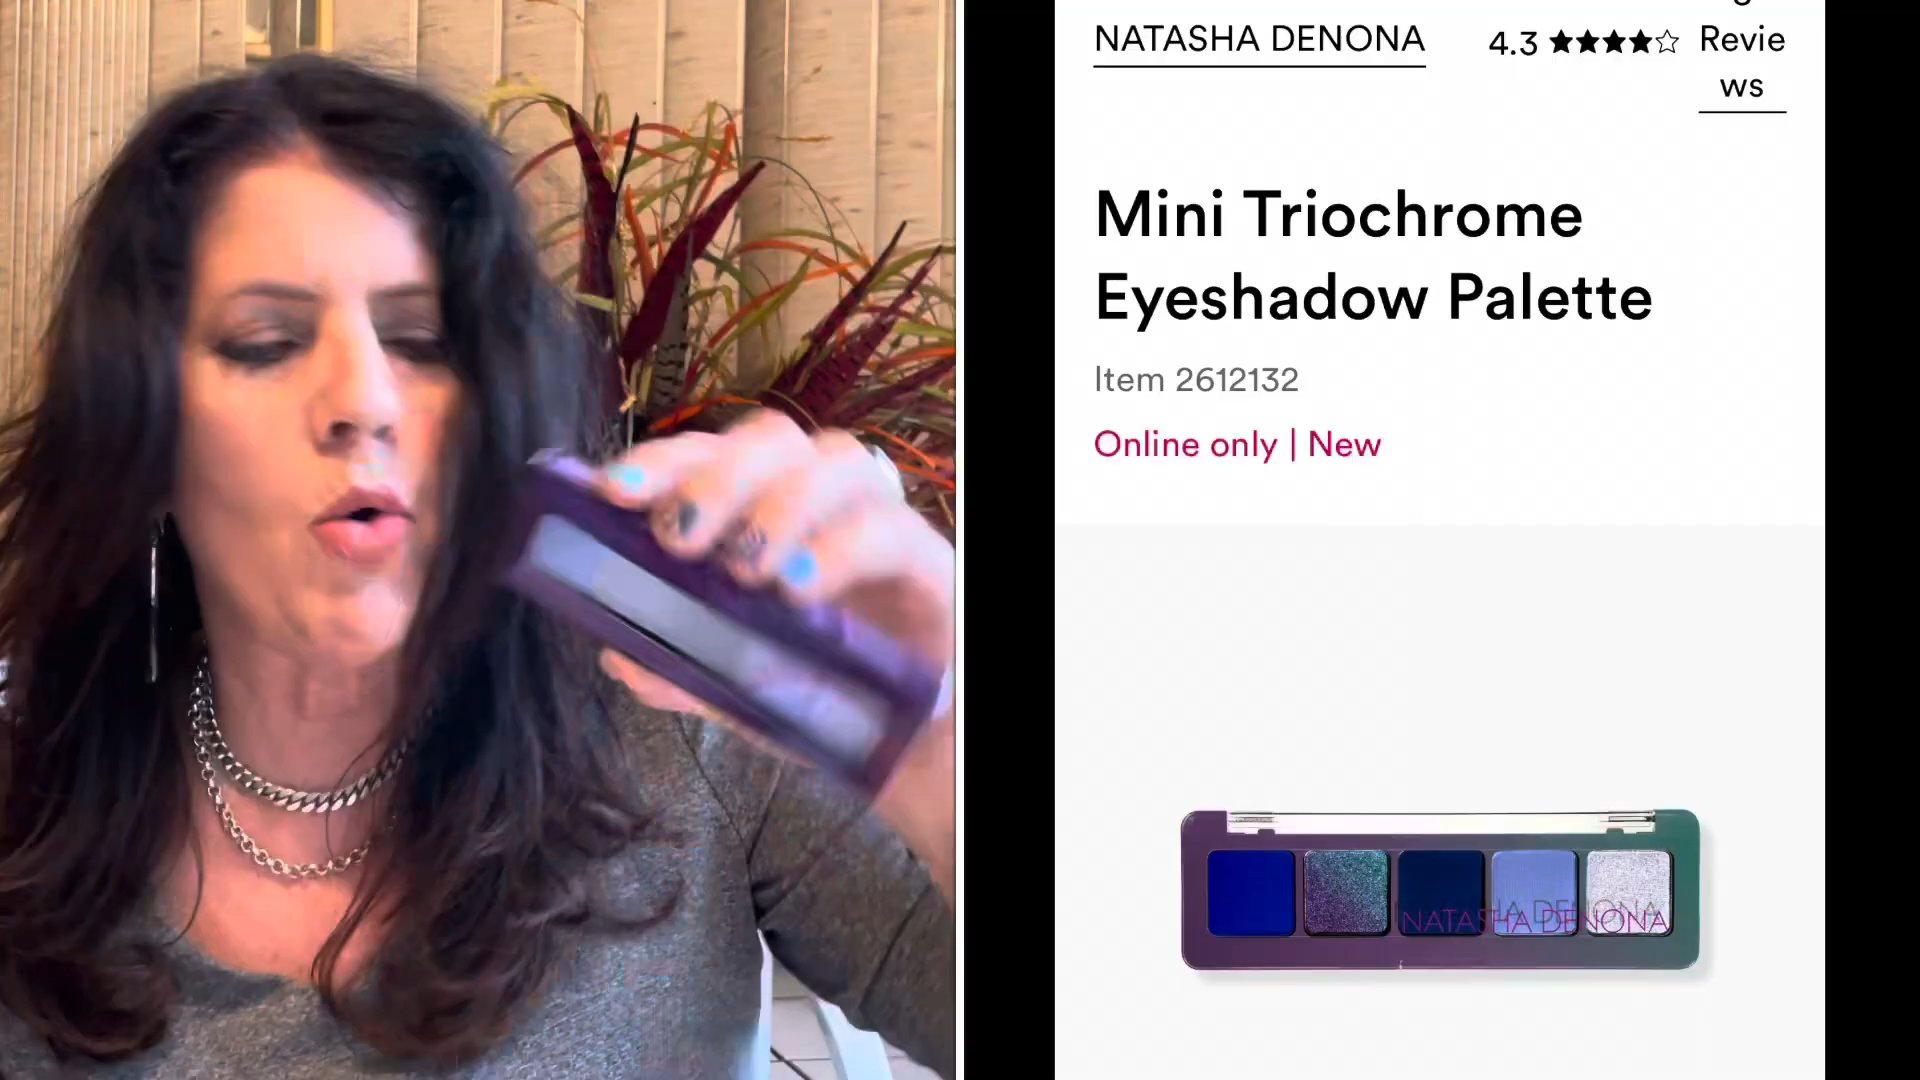 NATASHA DENONA
4.3
Revie
ws
Mini Triochrome
Eyeshadow Palette
Item 2612132
Online only | New
NATASHA DENONA